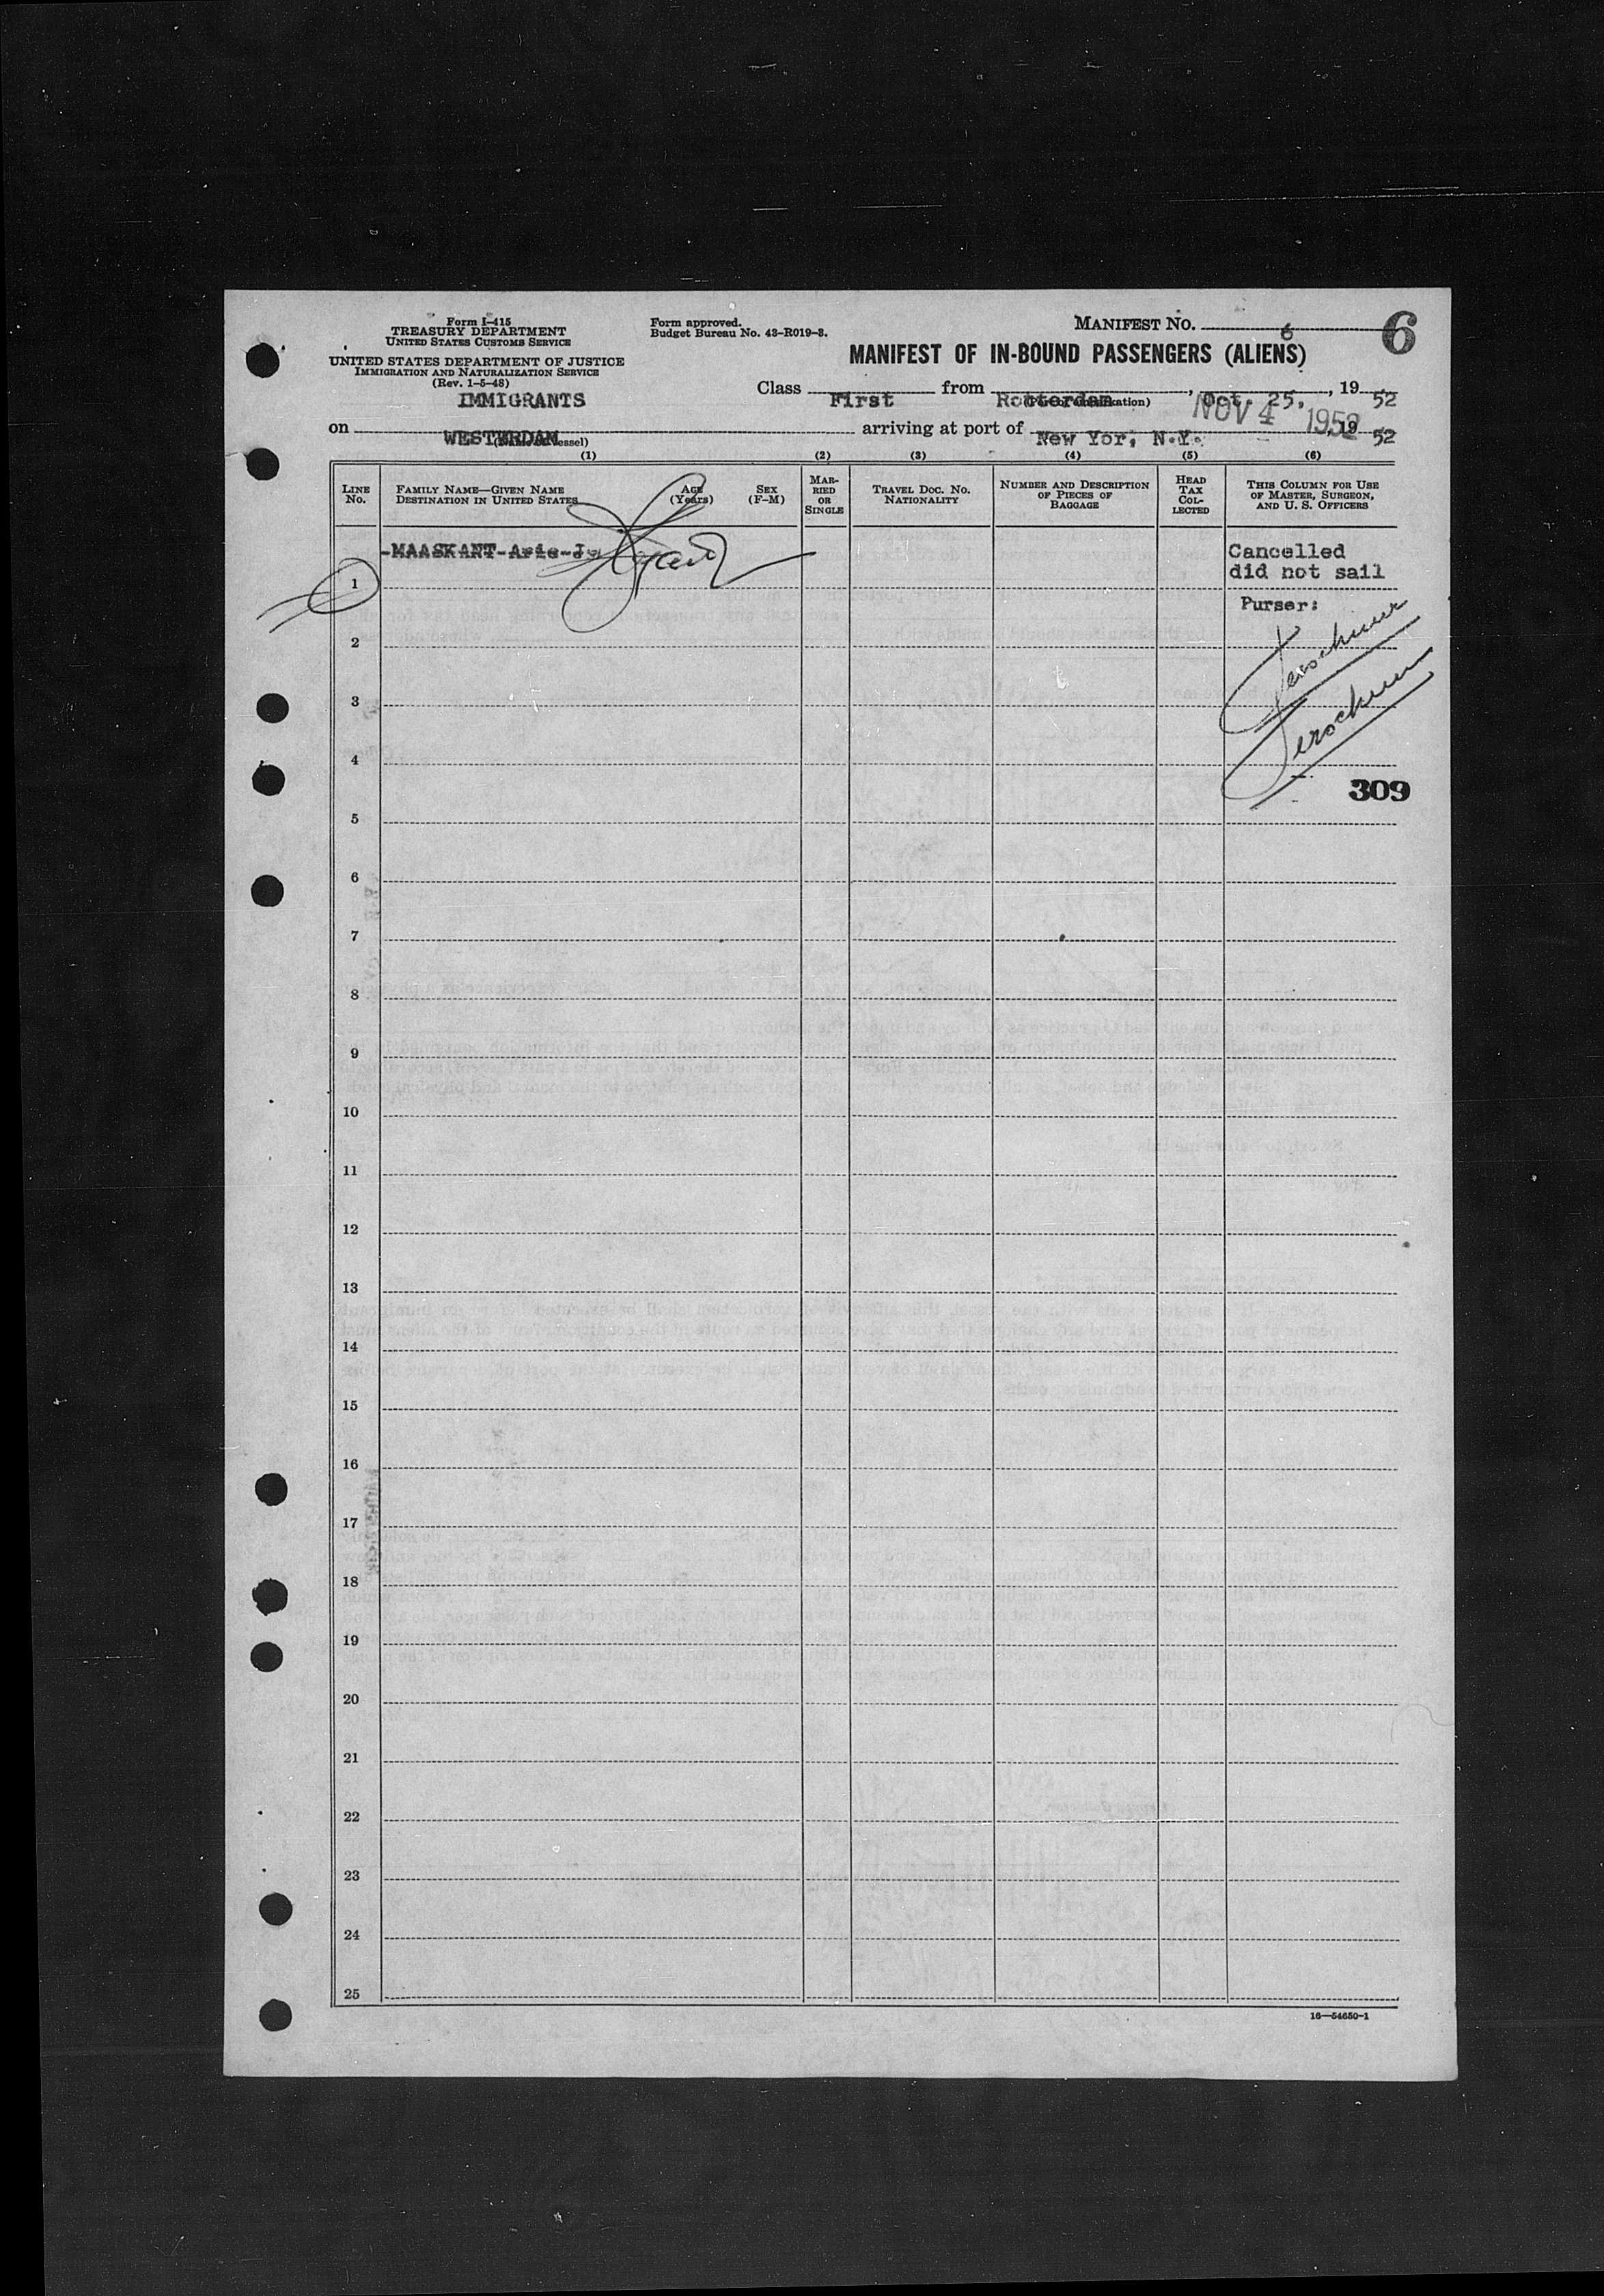 Form I-415
TREASURY DEPARTMENT
UNITED STATES CUSTOMS SERVICE
UNITED STATES DEPARTMENT OF JUSTICE
IMMIGRATION AND NATURALIZATION SERVICE
(Rev. 1-5-48)
IMMIGRANTS
Form approved.
Budget Bureau No. 43-R019-3.
MANIFEST No. 6
6
MANIFEST OF IN-BOUND PASSENGERS (ALIENS)
Class First from Rotterdam, Oct. 25, 1952
on WESTERDAM arriving at port of New Yor, N.Y. NOV 4 1952, 1952
(1) (2) (3) (4) (5) (6)
LINE No.
FAMILY NAME—GIVEN NAME
DESTINATION IN UNITED STATES
AGE (Years)
SEX (F-M)
MARRIED OR SINGLE
TRAVEL DOC. NO.
NATIONALITY
NUMBER AND DESCRIPTION OF PIECES OF BAGGAGE
HEAD TAX COLLECTED
THIS COLUMN FOR USE OF MASTER, SURGEON, AND U. S. OFFICERS
1 MAASKANT-Arie-J.
Cancelled
did not sail
Purser:
2
3
4
309
5
6
7
8
9
10
11
12
13
14
15
16
17
18
19
20
21
22
23
24
25
16—54650-1